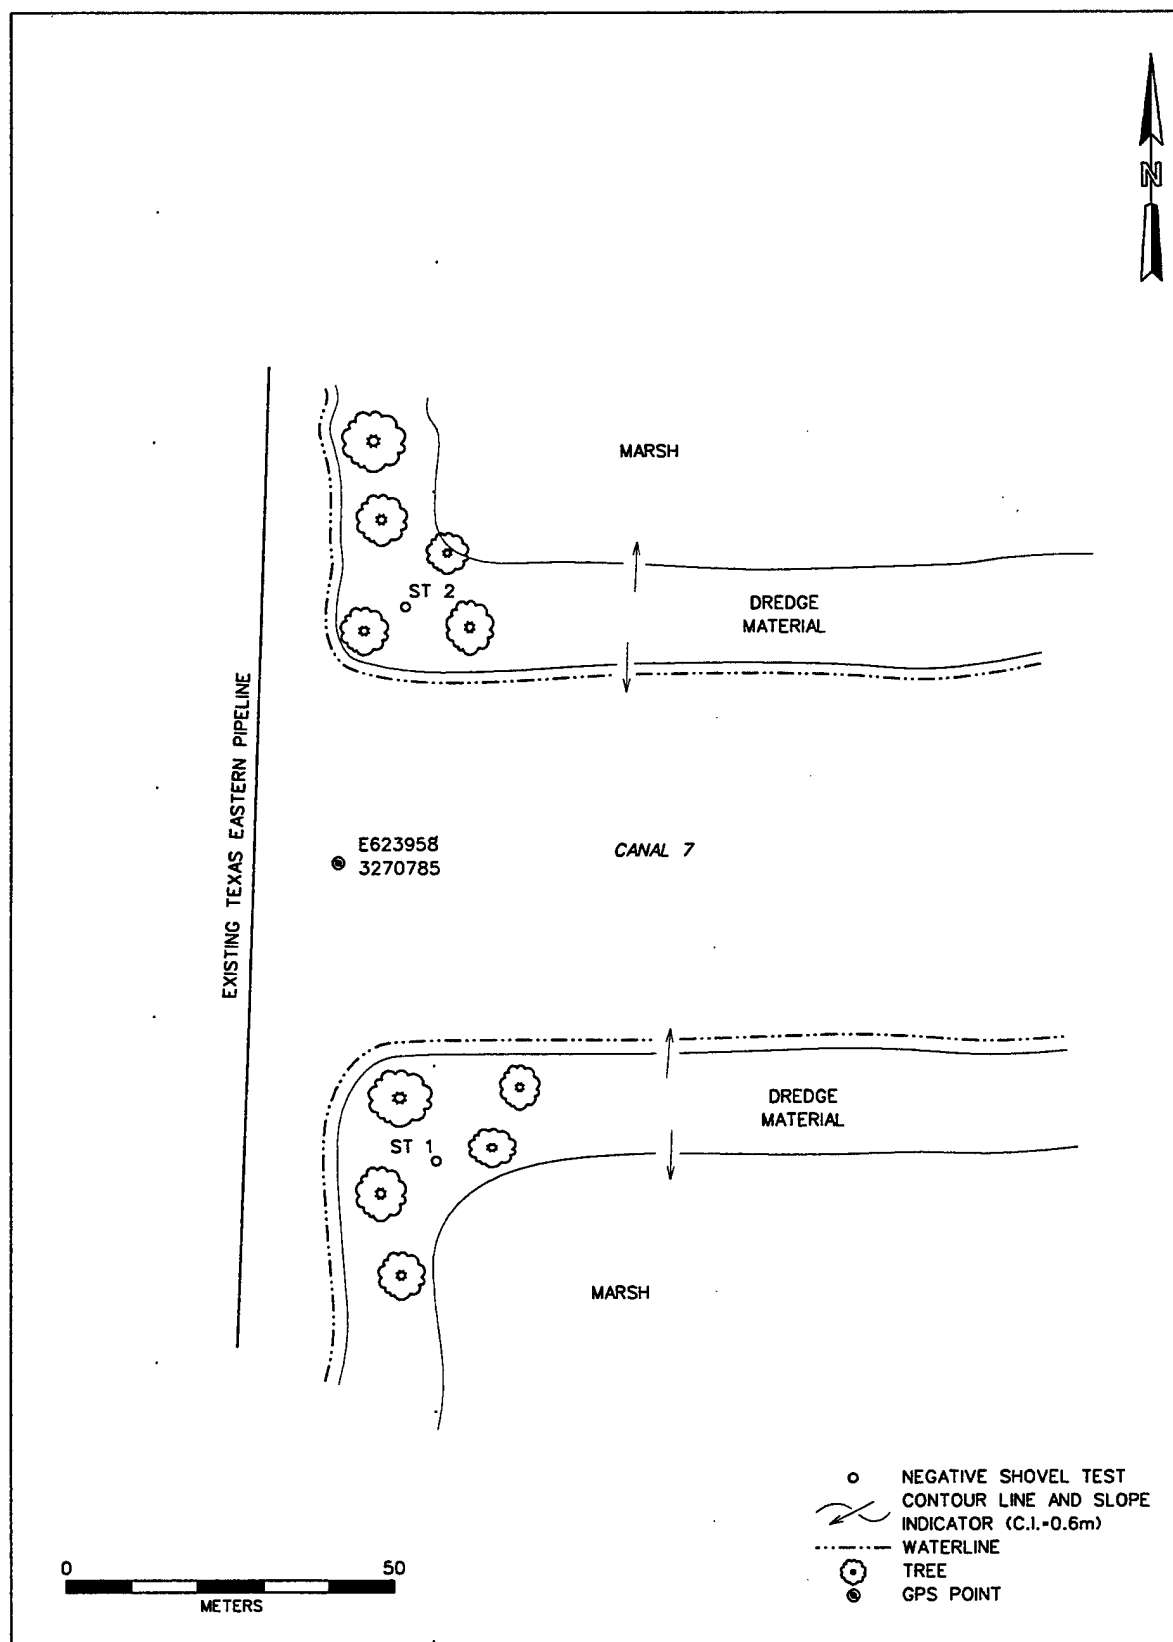 N
MARSH
ST 2
DREDGE
MATERIAL
EXISTING TEXAS EASTERN PIPELINE
E623958
3270785
CANAL 7
DREDGE
MATERIAL
ST 1
MARSH
NEGATIVE SHOVEL TEST
CONTOUR LINE AND SLOPE
INDICATOR (C.I.=0.6m)
WATERLINE
TREE
GPS POINT
0 50
METERS